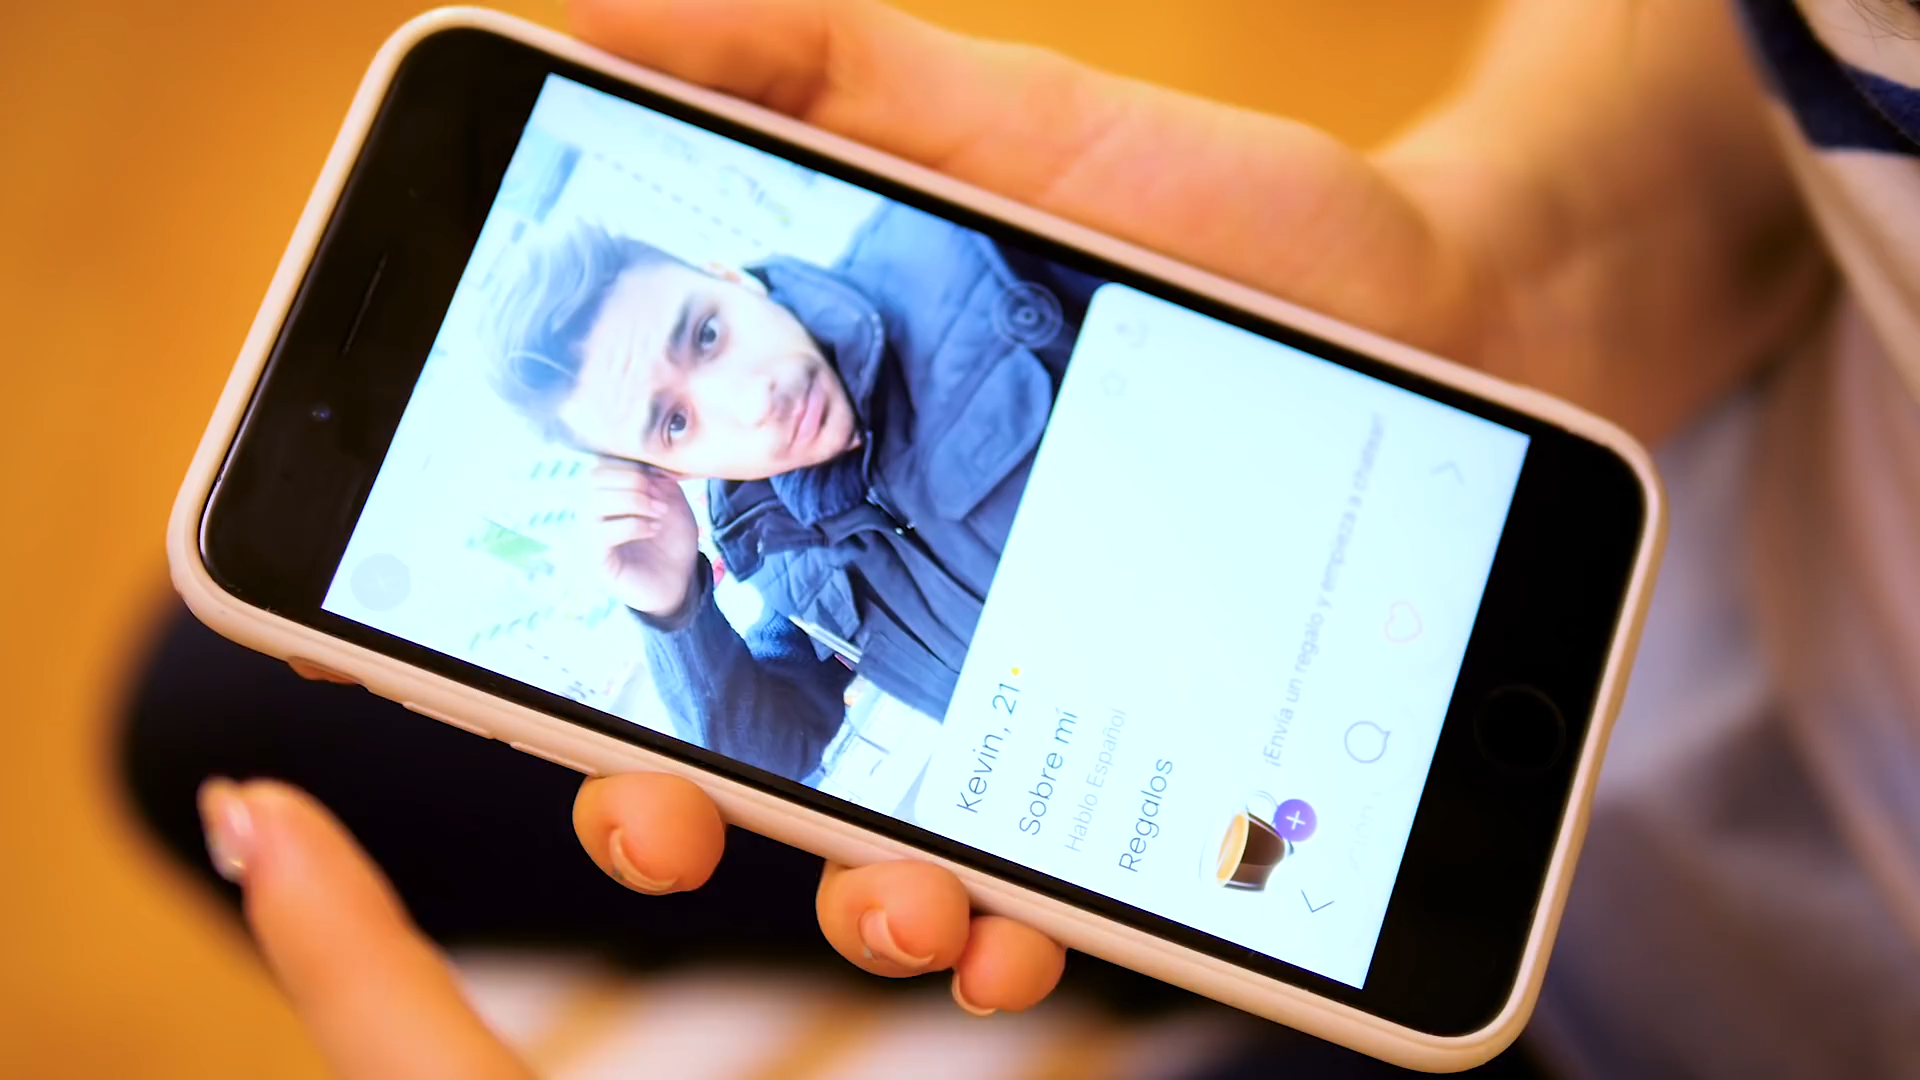 Kevin, 21
Sobre mí
Hablo Español
Regalos
¡Envía un regalo y empieza a chatear!